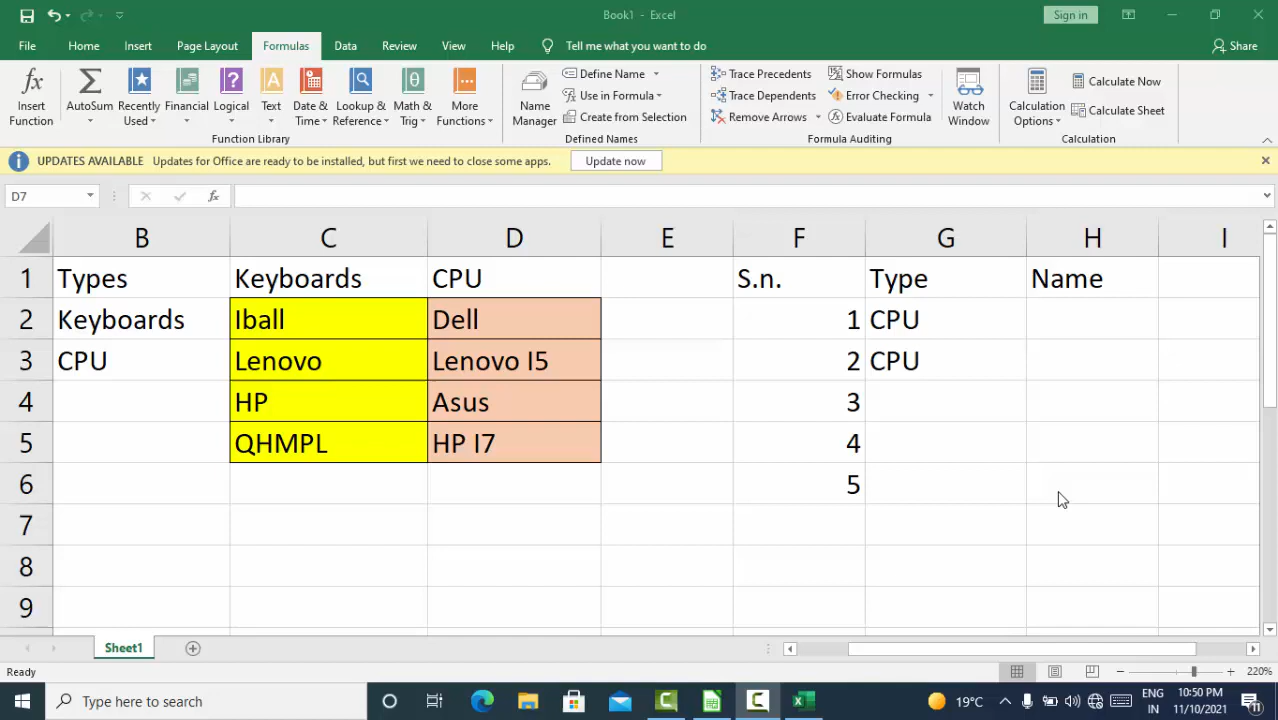 Book1 - Excel
Sign in
File Home Insert Page Layout Formulas Data Review View Help Tell me what you want to do Share
Insert Function
AutoSum
Recently Used
Financial
Logical
Text
Date & Time
Lookup & Reference
Math & Trig
More Functions
Function Library
Name Manager
Define Name
Use in Formula
Create from Selection
Defined Names
Trace Precedents
Trace Dependents
Remove Arrows
Show Formulas
Error Checking
Evaluate Formula
Formula Auditing
Watch Window
Calculation Options
Calculate Now
Calculate Sheet
Calculation
UPDATES AVAILABLE Updates for Office are ready to be installed, but first we need to close some apps. Update now
D7 fx
B C D E F G H I
1 Types Keyboards CPU S.n. Type Name
2 Keyboards Iball Dell 1 CPU
3 CPU Lenovo Lenovo I5 2 CPU
4 HP Asus 3
5 QHMPL HP I7 4
6 5
7
8
9
Sheet1
Ready 220%
Type here to search 19°C ENG 10:50 PM
IN 11/10/2021 11